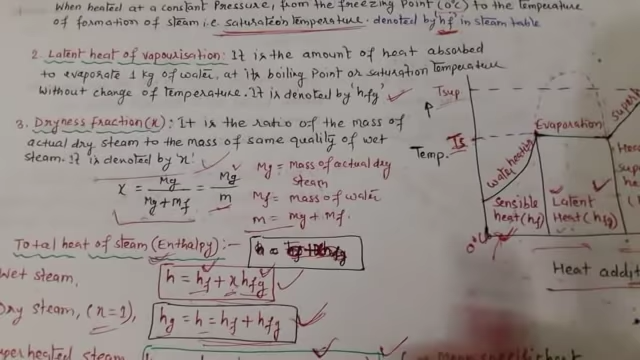 when heated at a constant Pressure, from the freezing Point (0°c) to the Temperature
of formation of steam i.e. saturation temperature. denoted by 'hf' in steam table
2. Latent heat of vapourisation: It is the amount of heat absorbed
to evaporate 1 kg of water, at its boiling Point or saturation Temperature
without change of temperature. It is denoted by 'hfg'
3. Dryness fraction (x): It is the ratio of the mass of
actual dry steam to the mass of same quality of wet
steam. It is denoted by 'x'
x = Mg / Mg + mf = Mg / m
Mg = Mass of actual dry
steam
Mf = mass of water
m = mg + Mf.
Total heat of steam (Enthalpy):-
Wet steam,
h = hf + x hfg
Dry steam, (x=1),
hg = h = hf + hfg
superheated steam
Tsup
Evaporation
Temp.
Ts
water heating
Sensible
heat (hf)
Latent
Heat (hfg)
0°C
Heat addit